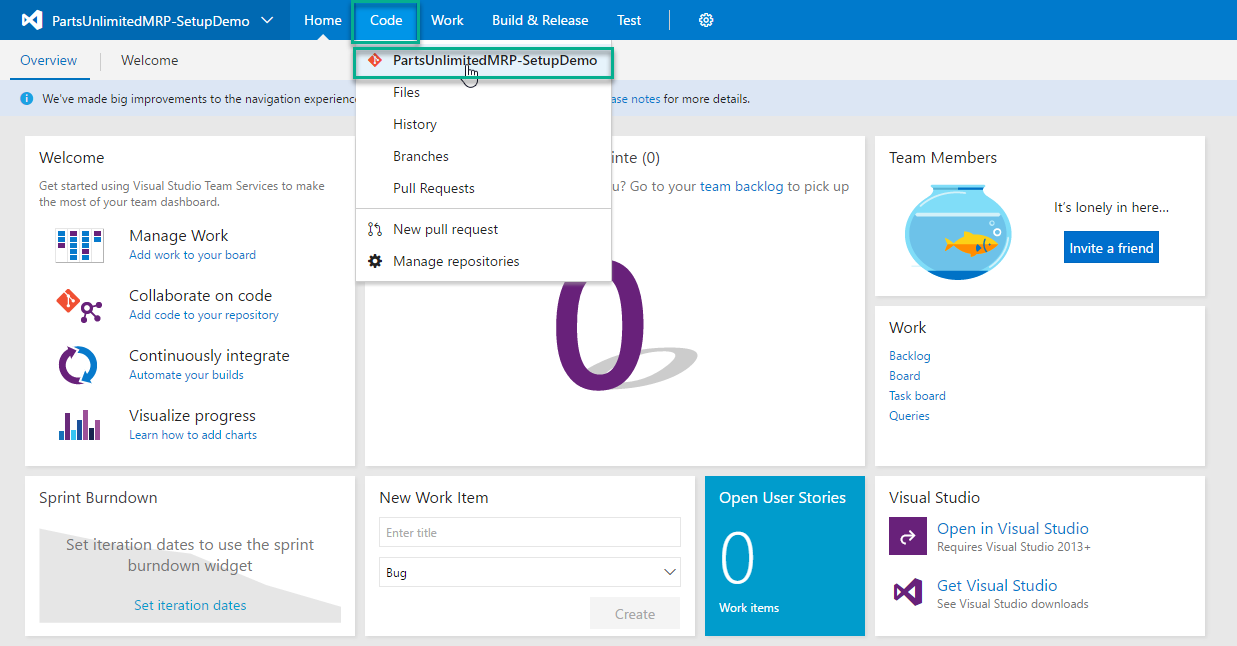 PartsUnlimitedMRP-SetupDemo
Home
Code
Work
Build & Release
Test
Overview
Welcome
PartsUnlimitedMRP-SetupDemo
Files
History
Branches
Pull Requests
New pull request
Manage repositories
We've made big improvements to the navigation experience
notes for more details.
Welcome
Get started using Visual Studio Team Services to make
the most of your team dashboard.
Manage Work
Add work to your board
Collaborate on code
Add code to your repository
Continuously integrate
Automate your builds
Visualize progress
Learn how to add charts
(0)
? Go to your team backlog to pick up
0
Team Members
It's lonely in here...
Invite a friend
Work
Backlog
Board
Task board
Queries
Sprint Burndown
Set iteration dates to use the sprint
burndown widget
Set iteration dates
New Work Item
Enter title
Bug
Create
Open User Stories
0
Work items
Visual Studio
Open in Visual Studio
Requires Visual Studio 2013+
Get Visual Studio
See Visual Studio downloads